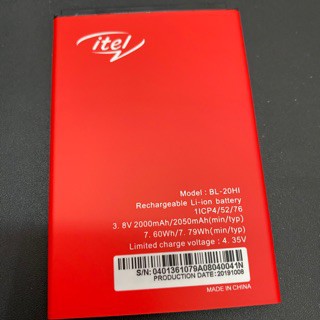 itel
Model : BL-20HI
Rechargeable Li-ion battery
1ICP4/52/76
3.8V 2000mAh/2050mAh(min/typ)
7.60Wh/7.79Wh(min/typ)
Limited charge voltage : 4.35V
S/N: 0401361079A08040041N
PRODUCTION DATE: 20191008
MADE IN CHINA